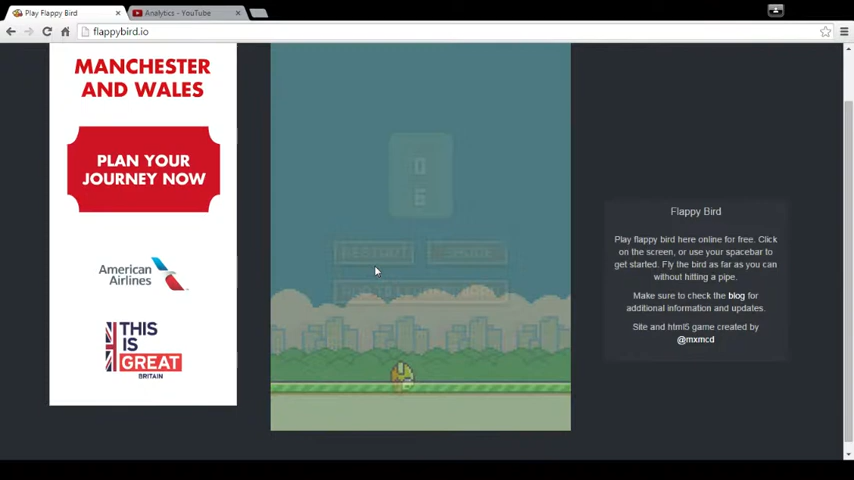 Play Flappy Bird
Analytics - YouTube
flappybird.io
MANCHESTER
AND WALES
PLAN YOUR
JOURNEY NOW
American
Airlines
THIS
IS
GREAT
BRITAIN
0
6
Flappy Bird
Play flappy bird here online for free. Click
on the screen, or use your spacebar to
get started. Fly the bird as far as you can
without hitting a pipe.
Make sure to check the blog for
additional information and updates.
Site and html5 game created by
@mxmcd